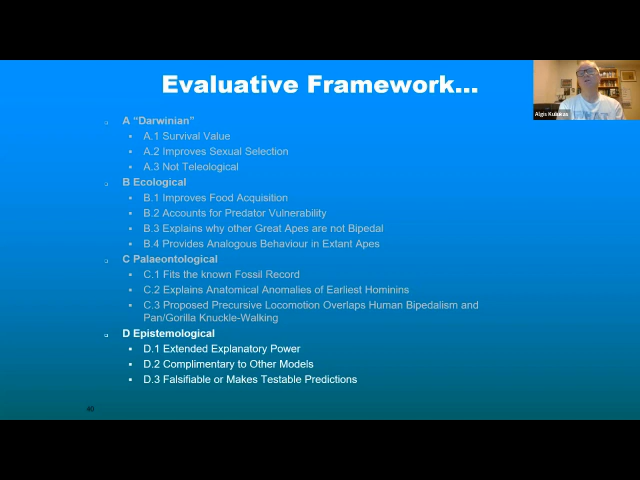 Evaluative Framework...
A “Darwinian”
A.1 Survival Value
A.2 Improves Sexual Selection
A.3 Not Teleological
B Ecological
B.1 Improves Food Acquisition
B.2 Accounts for Predator Vulnerability
B.3 Explains why other Great Apes are not Bipedal
B.4 Provides Analogous Behaviour in Extant Apes
C Palaeontological
C.1 Fits the known Fossil Record
C.2 Explains Anatomical Anomalies of Earliest Hominins
C.3 Proposed Precursive Locomotion Overlaps Human Bipedalism and
Pan/Gorilla Knuckle-Walking
D Epistemological
D.1 Extended Explanatory Power
D.2 Complimentary to Other Models
D.3 Falsifiable or Makes Testable Predictions
40
Algis Kuliukas